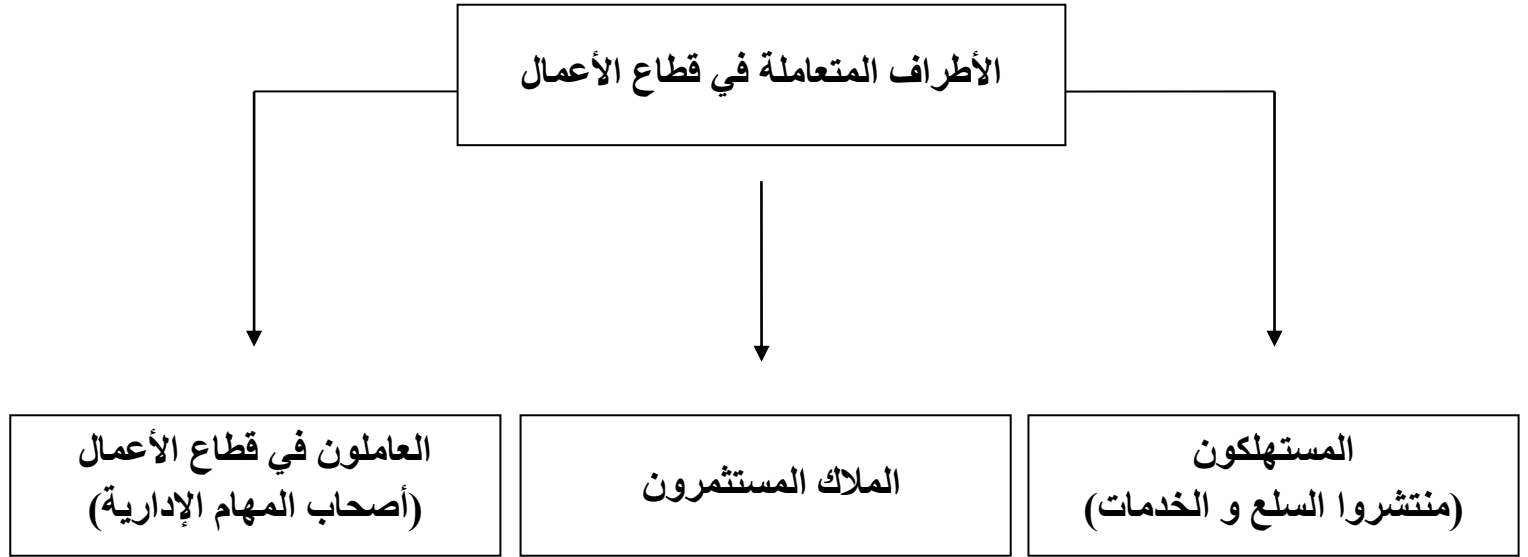 الأطراف المتعاملة في قطاع الأعمال
المستهلكون
(منتشروا السلع و الخدمات)
الملاك المستثمرون
العاملون في قطاع الأعمال
(أصحاب المهام الإدارية)